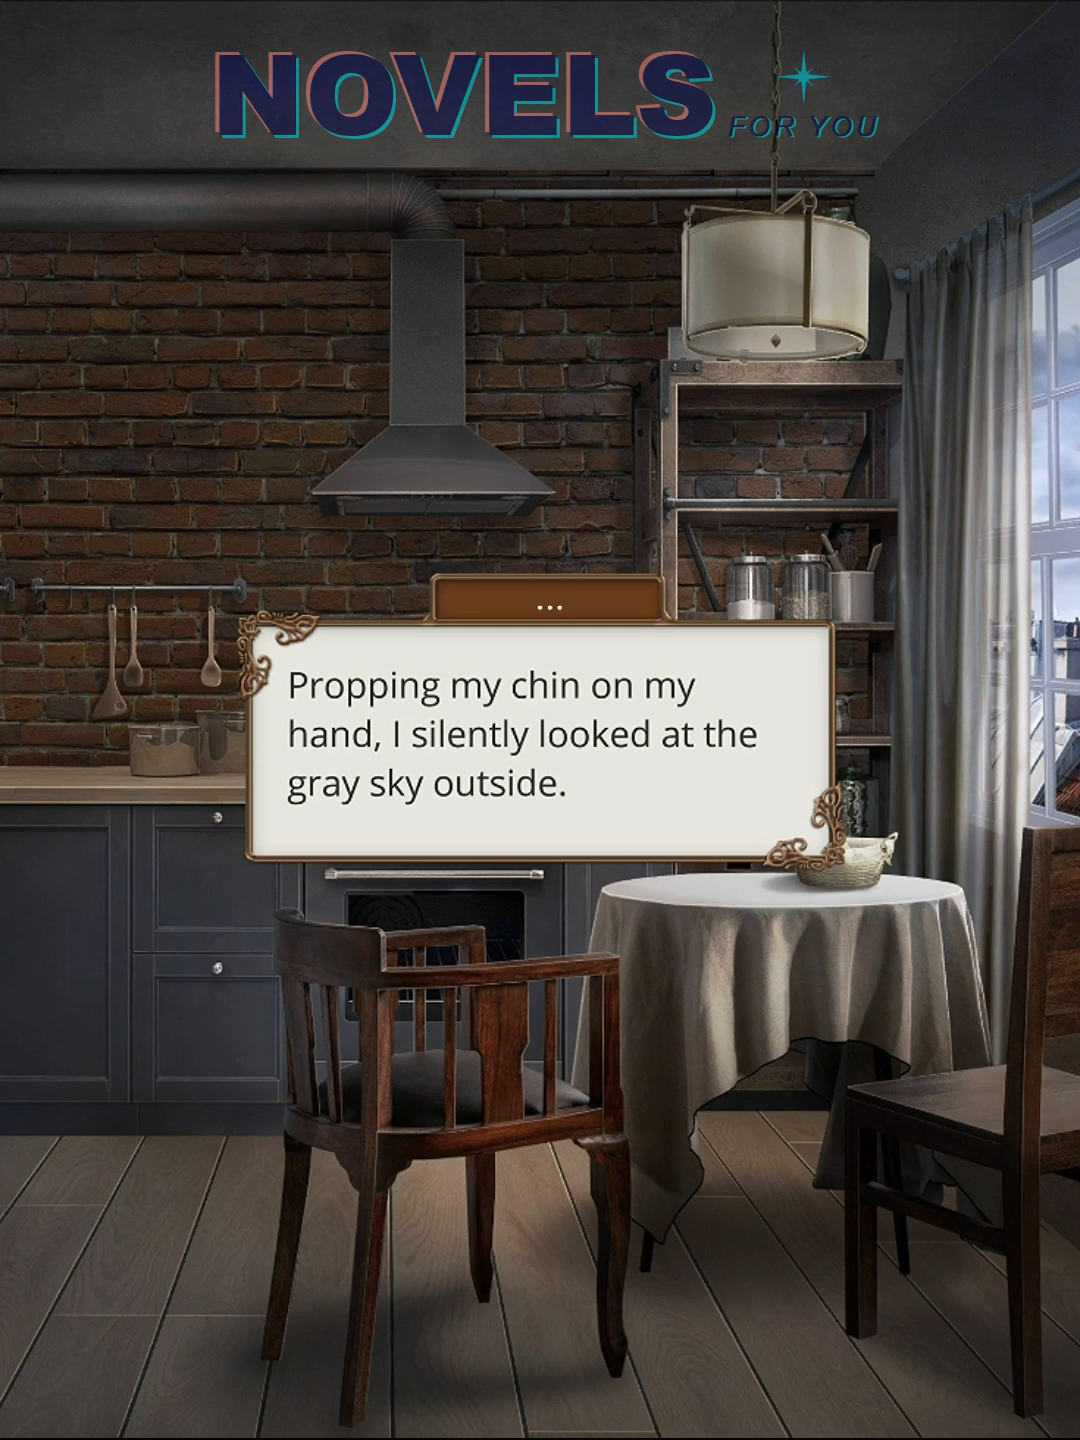 NOVELS
FOR YOU
...
Propping my chin on my
hand, I silently looked at the
gray sky outside.